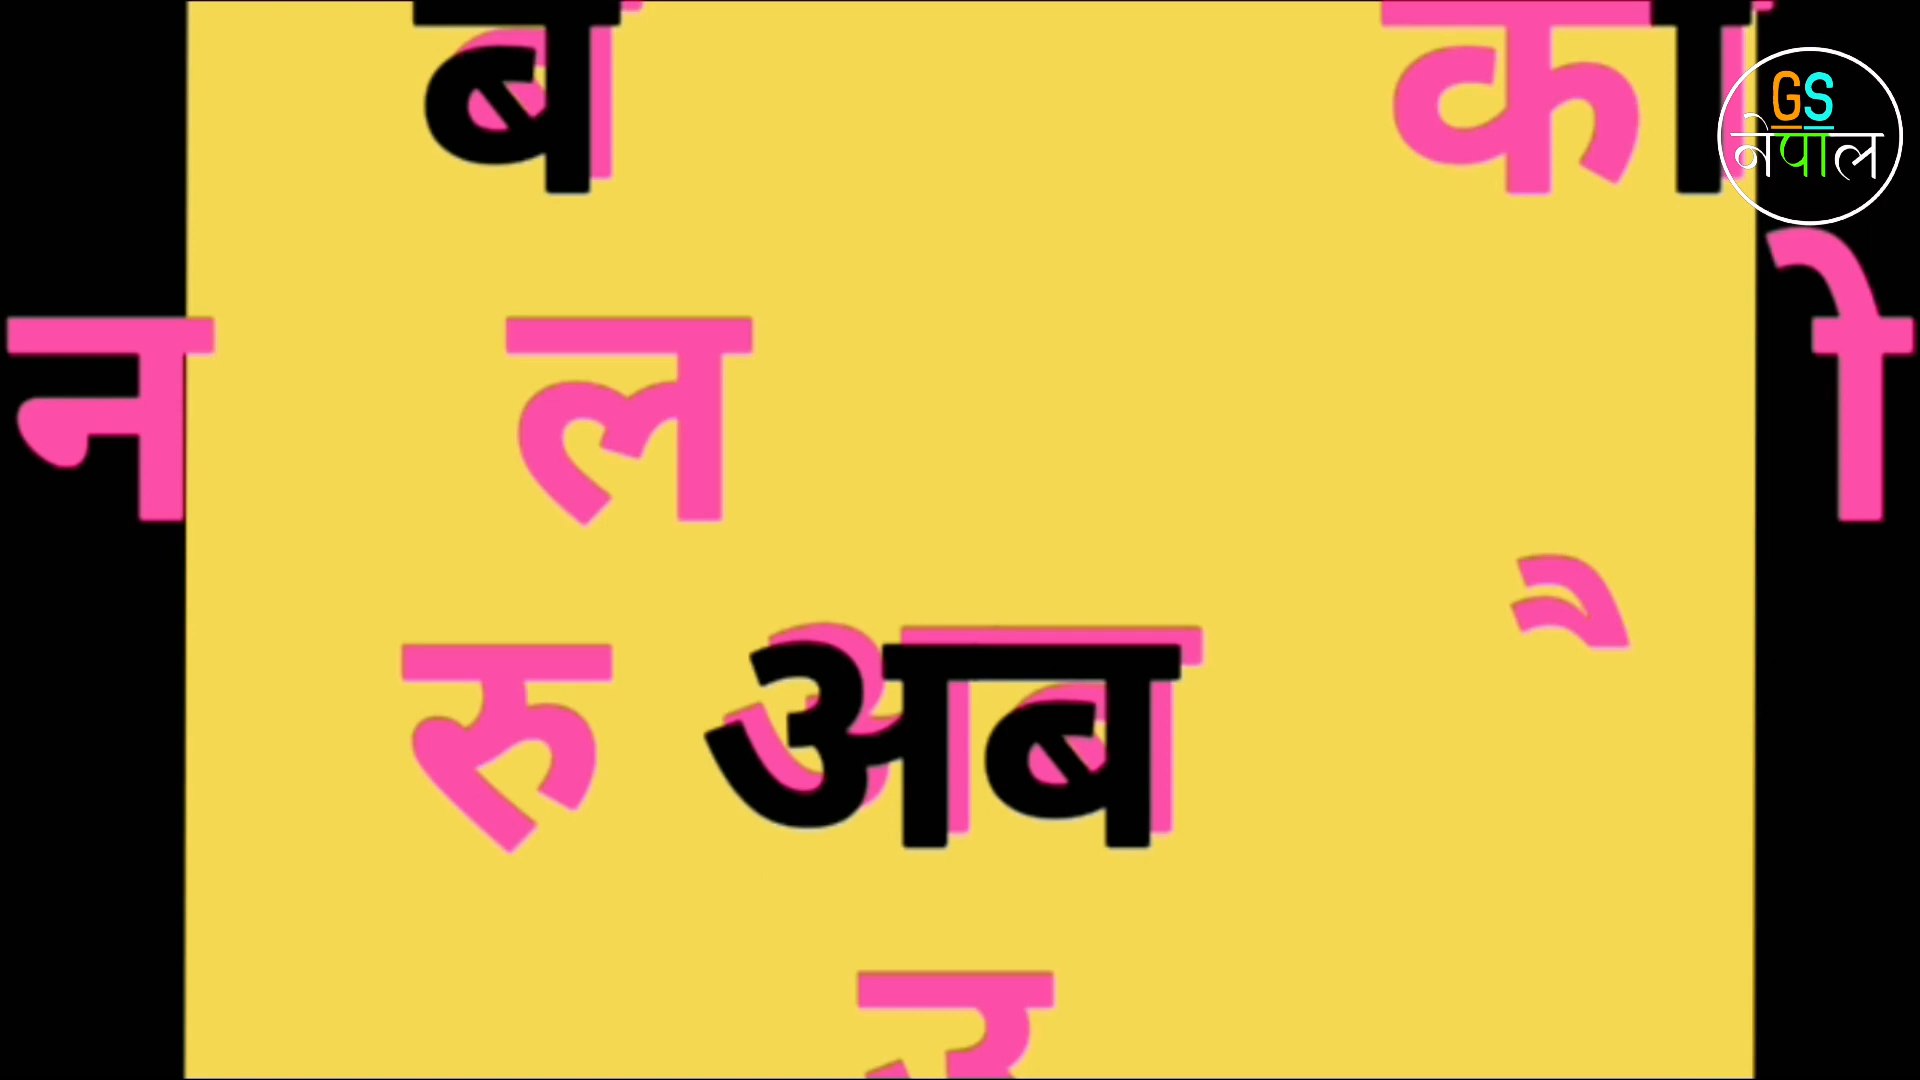 ब का
GS
नेपाल
न ल ो
रु अब ै